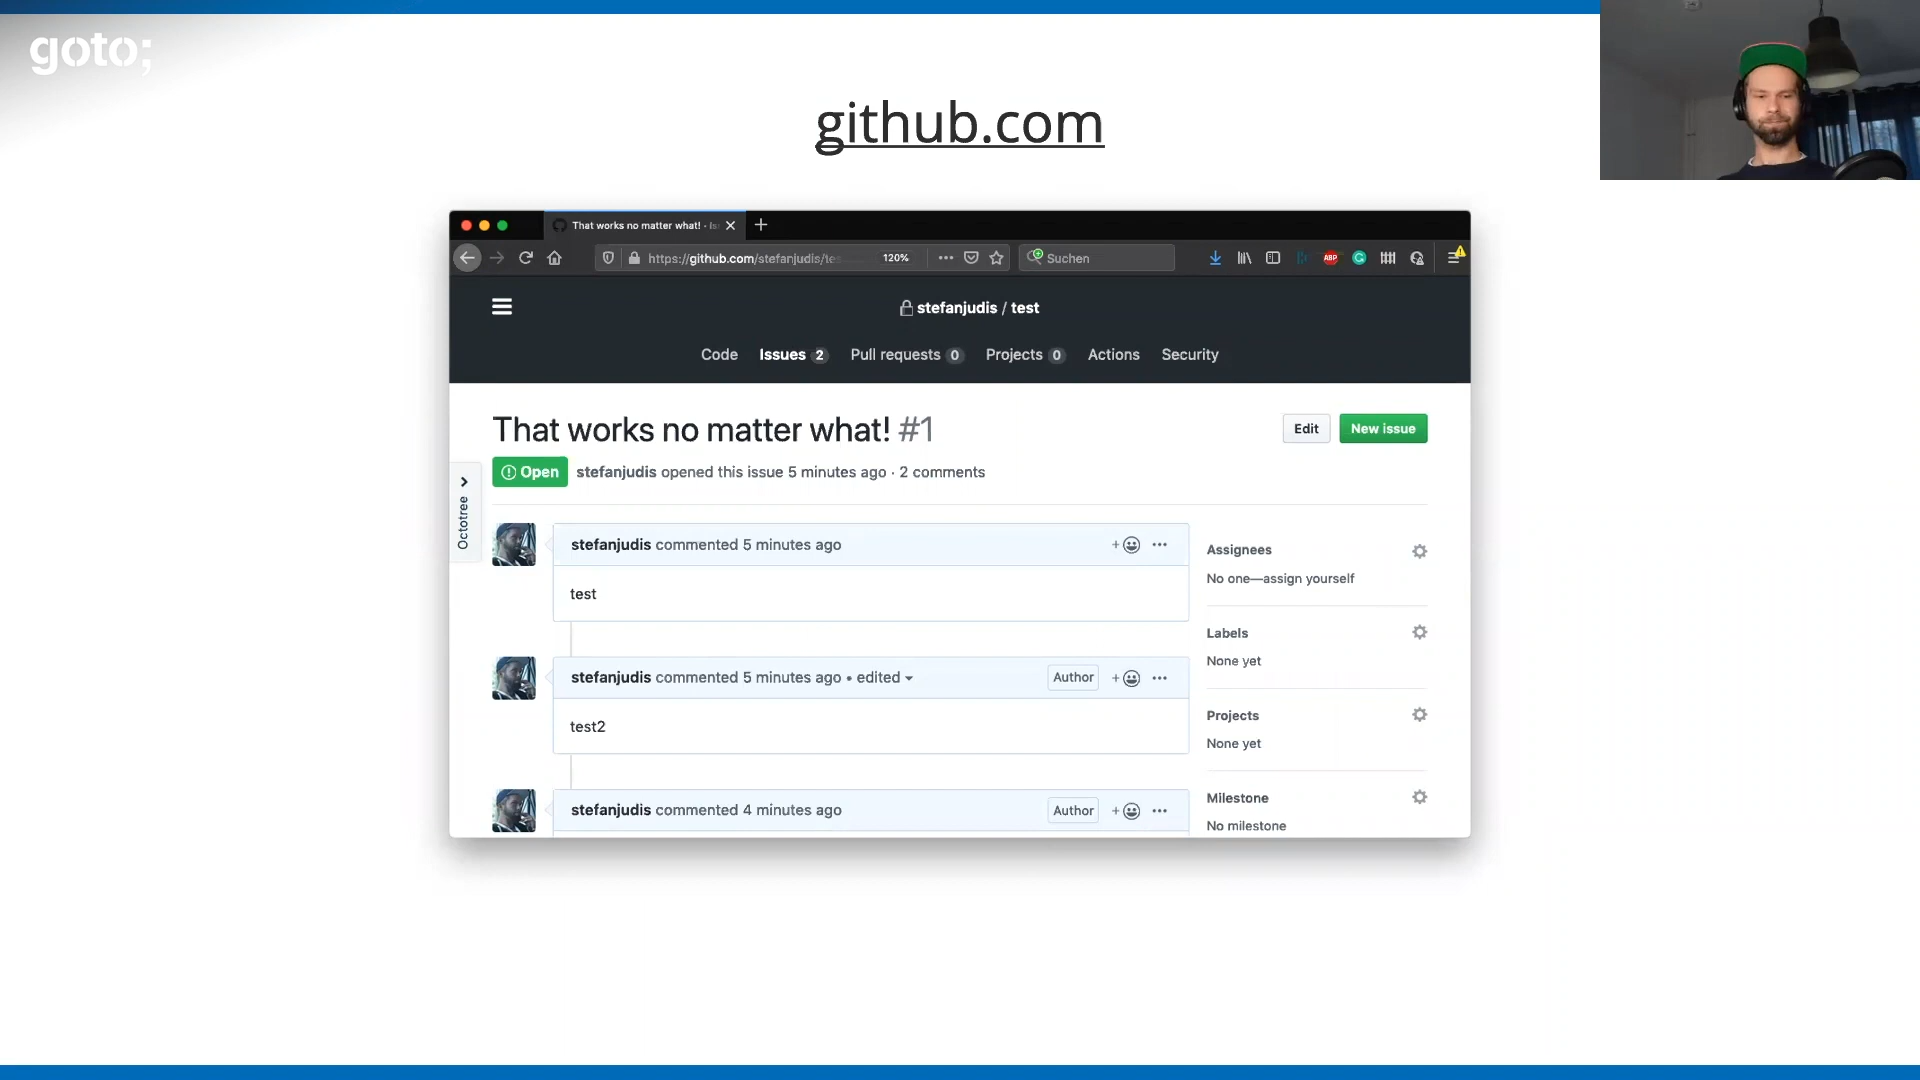 goto;
github.com
That works no matter what! - Is
https://github.com/stefanjudis/te
120%
Suchen
ABP
stefanjudis / test
Code Issues 2 Pull requests 0 Projects 0 Actions Security
That works no matter what! #1
Edit
New issue
Open
stefanjudis opened this issue 5 minutes ago · 2 comments
Octotree
stefanjudis commented 5 minutes ago
test
stefanjudis commented 5 minutes ago • edited
Author
test2
stefanjudis commented 4 minutes ago
Author
Assignees
No one—assign yourself
Labels
None yet
Projects
None yet
Milestone
No milestone